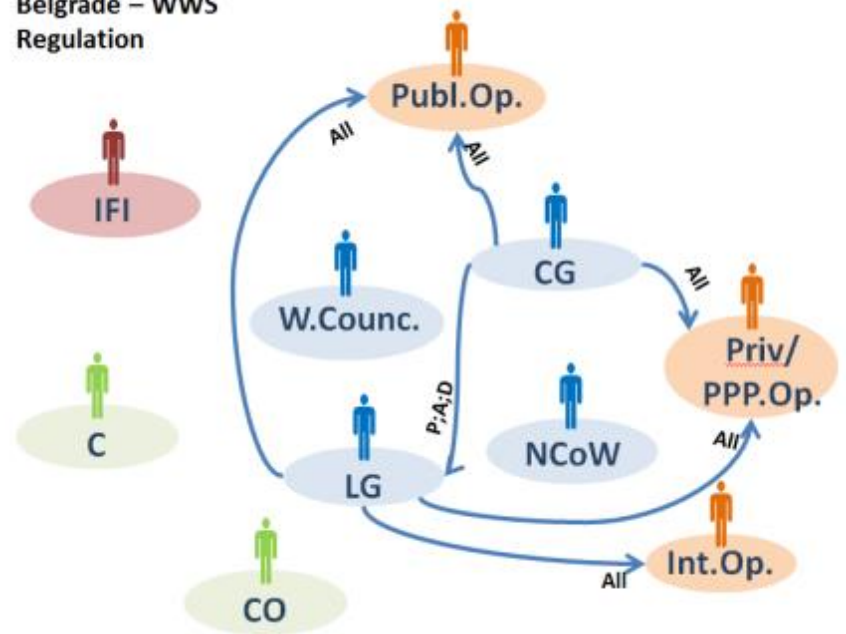 Belgrade – WWS
Regulation
Publ.Op.
All
All
IFI
CG
All
W.Counc.
Priv/
PPP.Op.
P;A;D
All
C
NCoW
LG
Int.Op.
All
CO